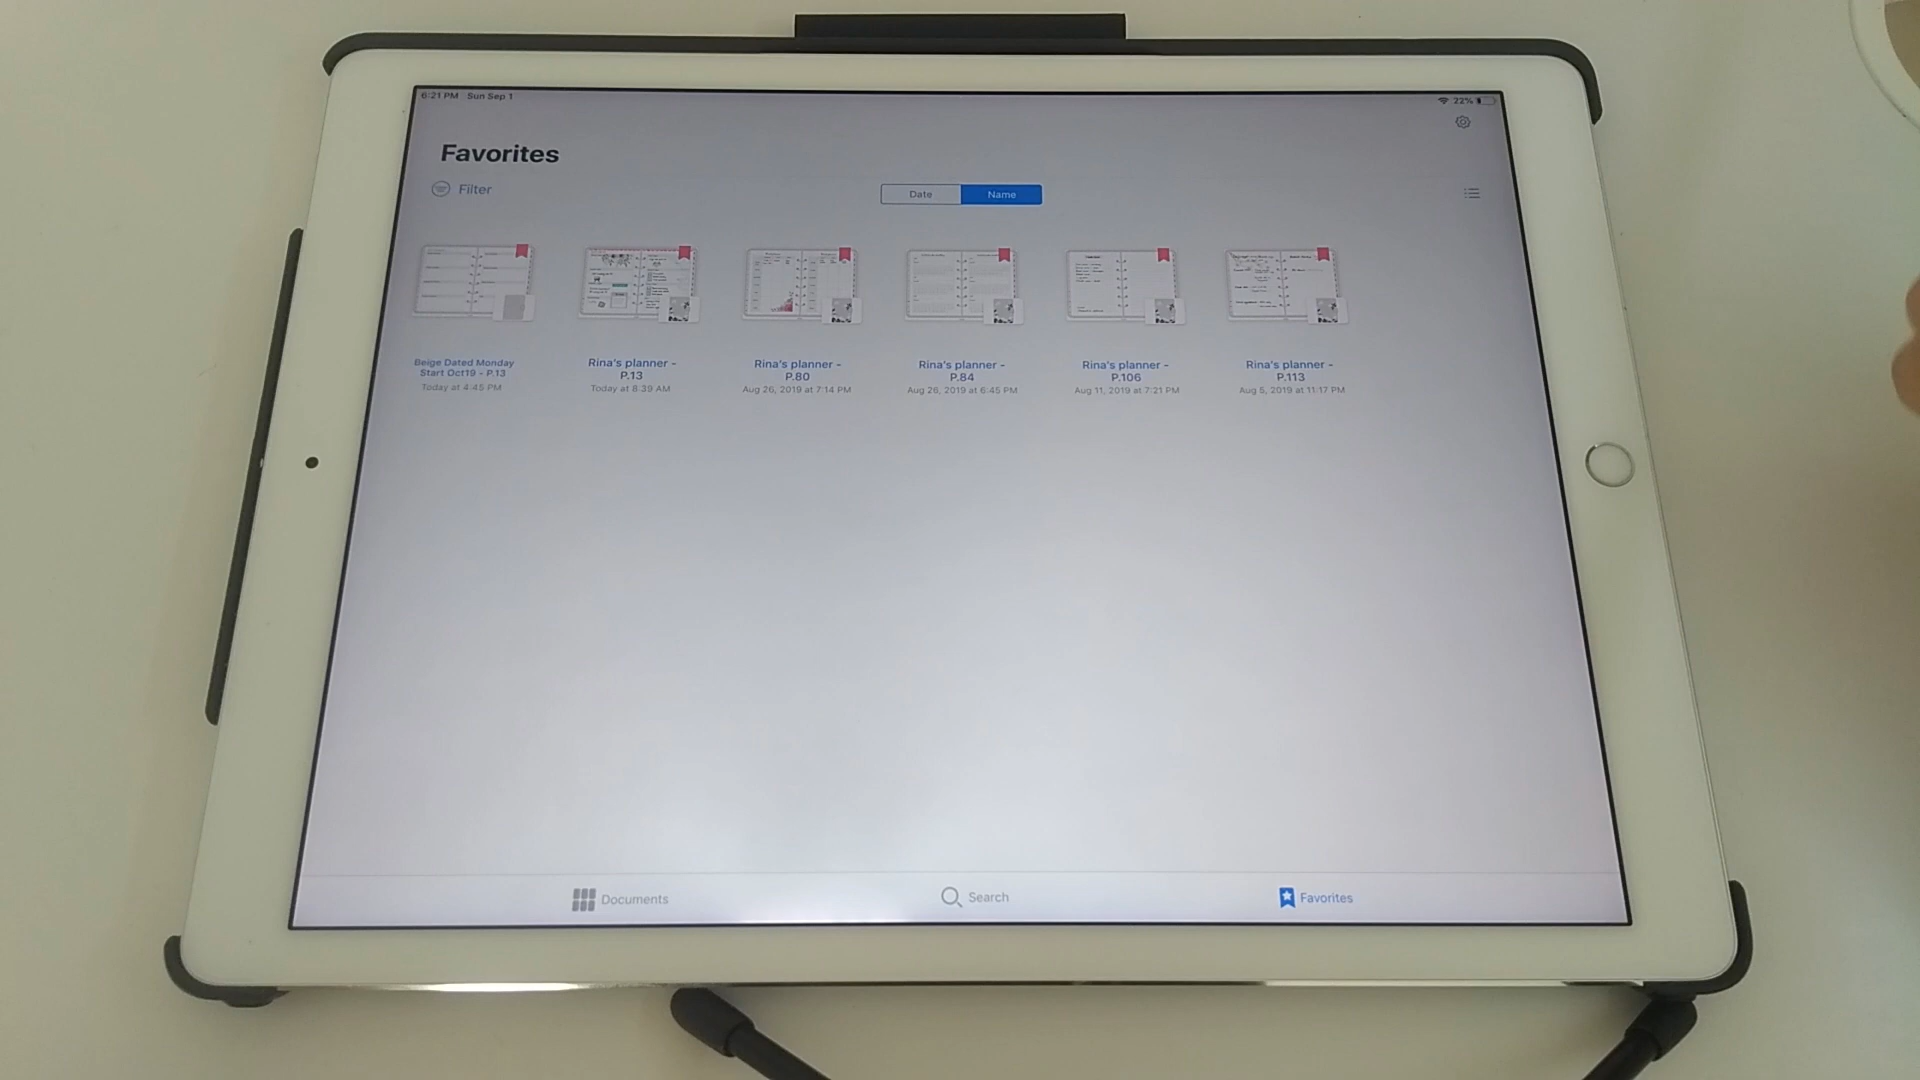 6:21 PM Sun Sep 1
22%
Favorites
Filter
Date
Name
Beige Dated Monday
Start Oct19 - P.13
Today at 4:45 PM
Rina's planner -
P.13
Today at 8:39 AM
Rina's planner -
P.80
Aug 26, 2019 at 7:14 PM
Rina's planner -
P.84
Aug 26, 2019 at 6:45 PM
Rina's planner -
P.106
Aug 11, 2019 at 7:21 PM
Rina's planner -
P.113
Aug 5, 2019 at 11:17 PM
Documents
Search
Favorites